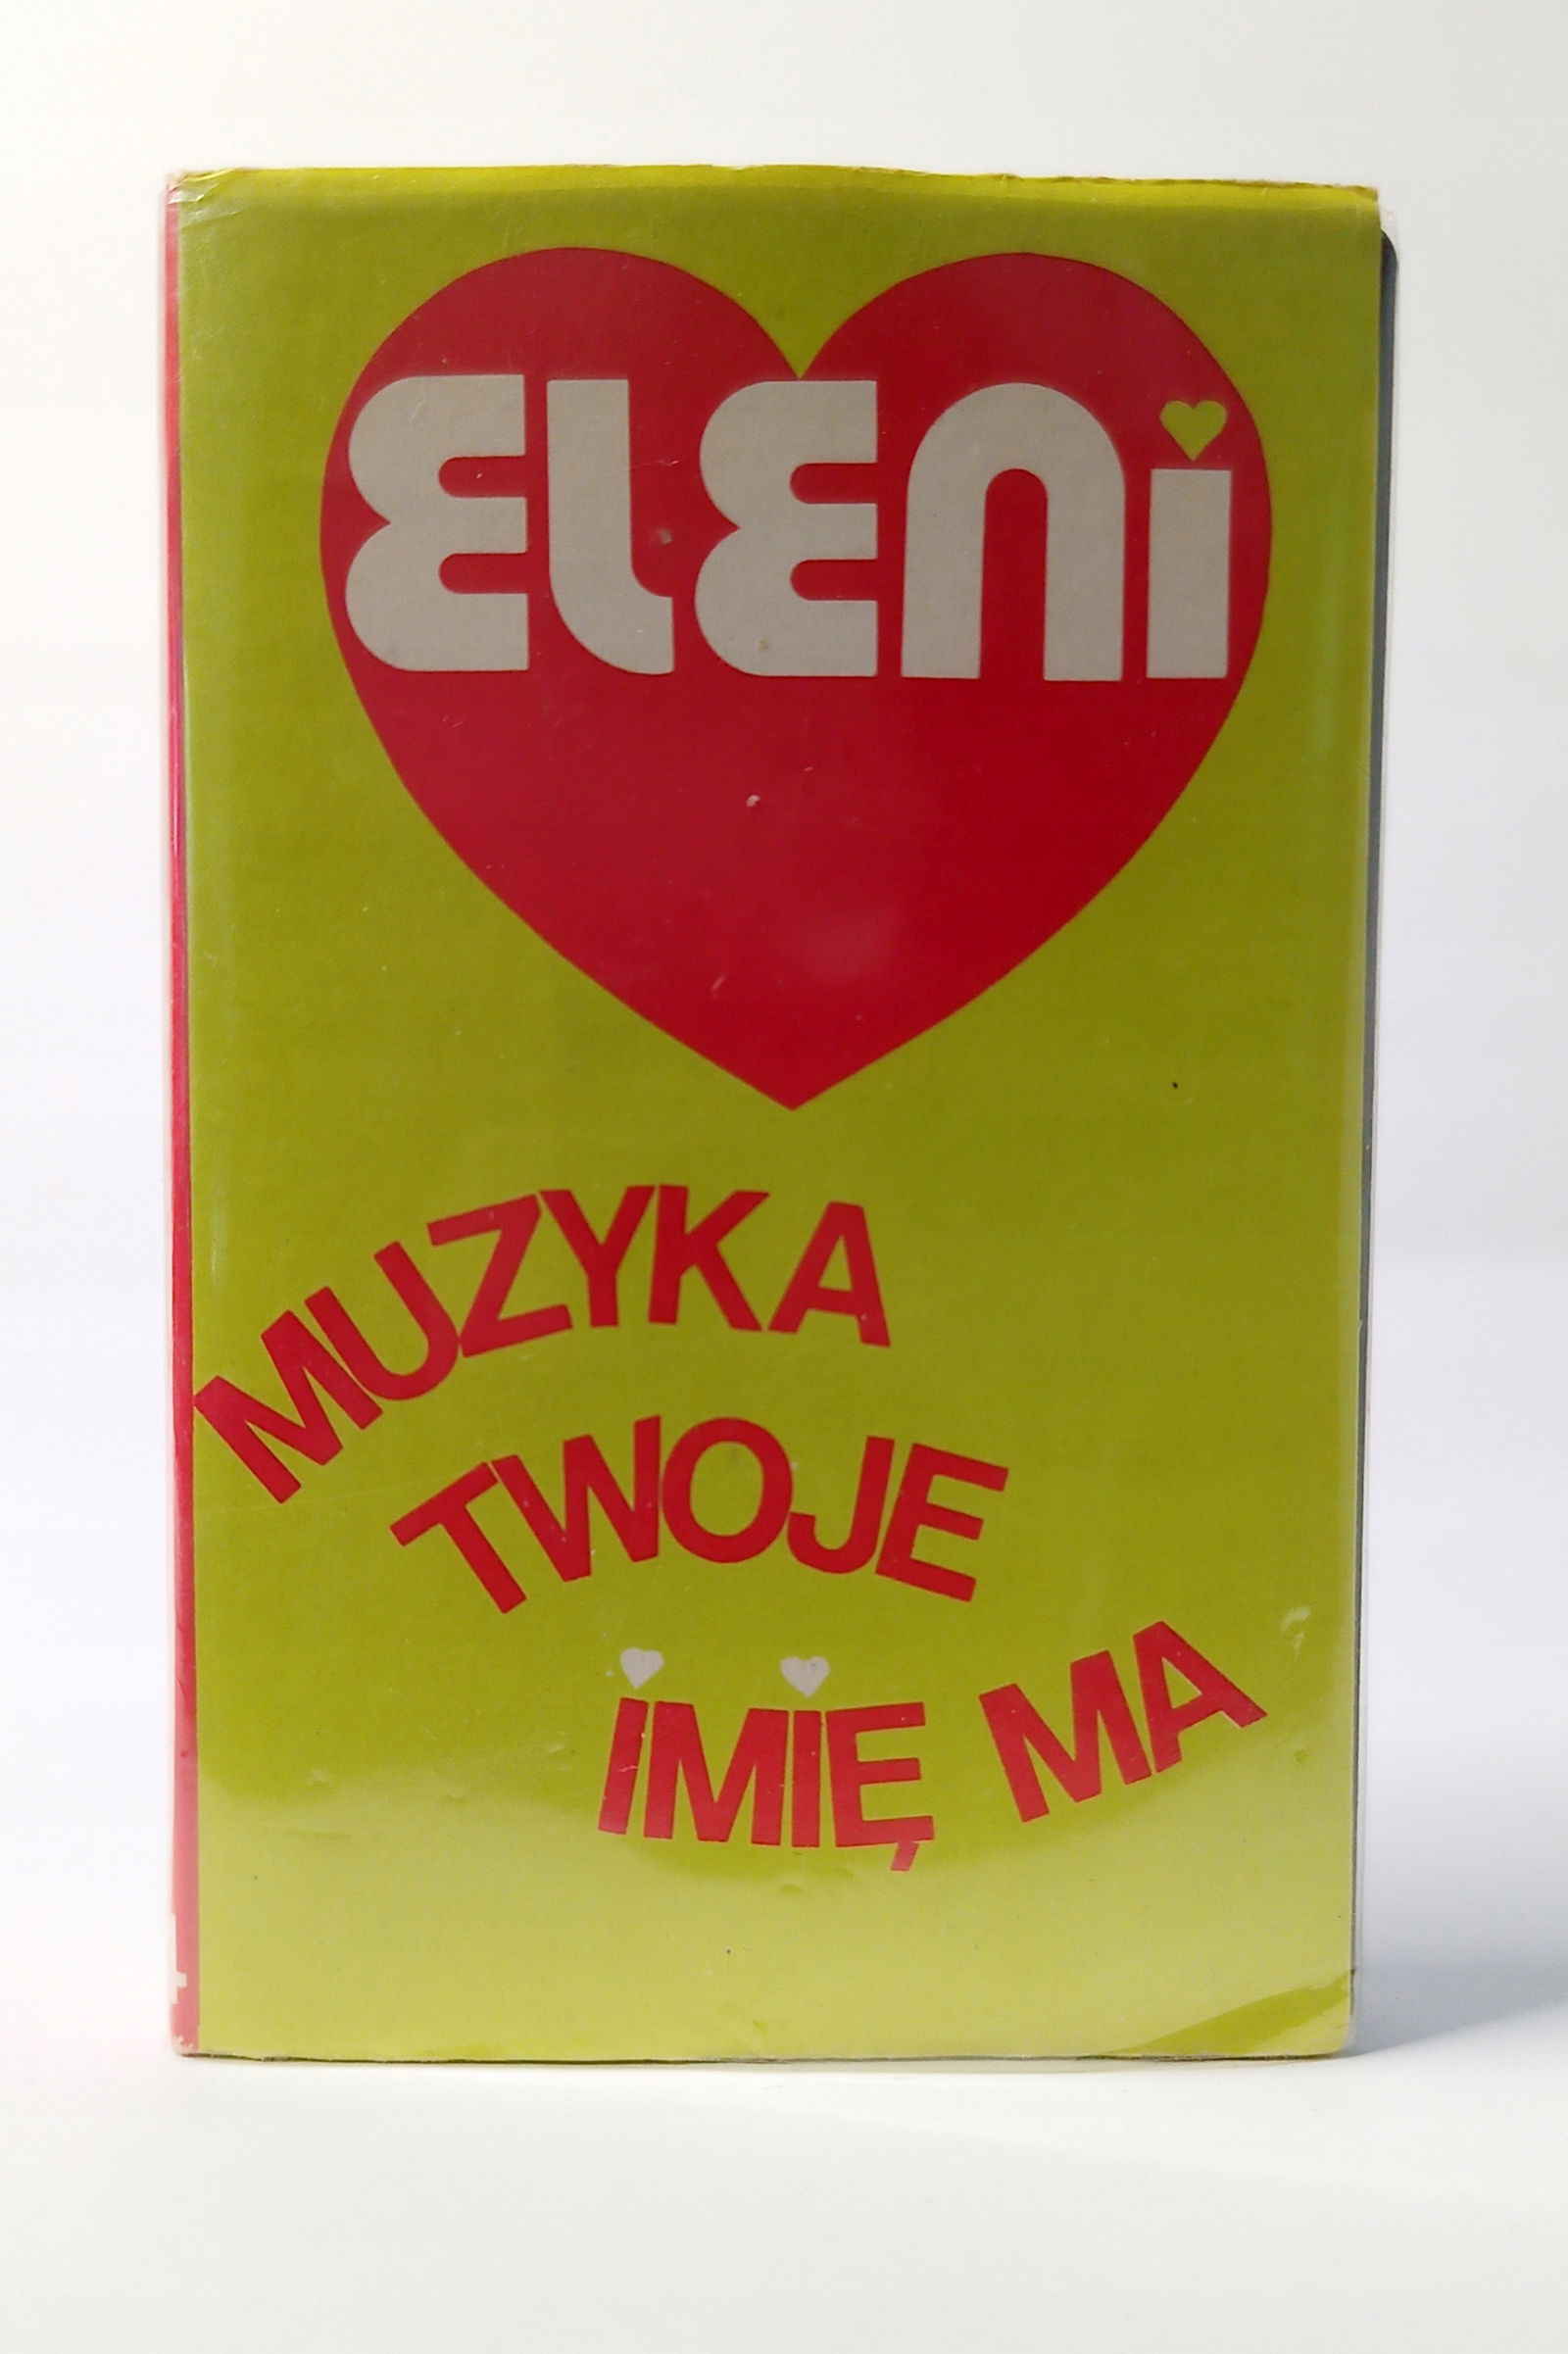 ELENi
MUZYKA
TWOJE
iMiĘ MA